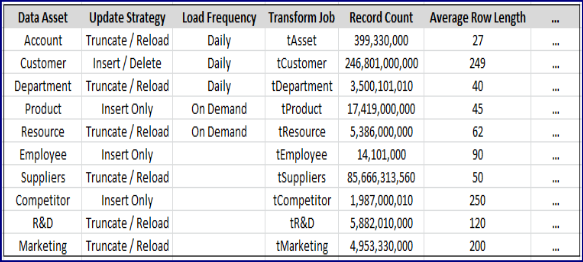 Data Asset Update Strategy Load Frequency Transform Job Record Count Average Row Length ...
Account Truncate / Reload Daily tAsset 399,330,000 27 ...
Customer Insert / Delete Daily tCustomer 246,801,000,000 249 ...
Department Truncate / Reload Daily tDepartment 3,500,101,010 40 ...
Product Insert Only On Demand tProduct 17,419,000,000 45 ...
Resource Truncate / Reload On Demand tResource 5,386,000,000 62 ...
Employee Insert Only tEmployee 14,101,000 90 ...
Suppliers Truncate / Reload tSuppliers 85,666,313,560 50 ...
Competitor Insert Only tCompetitor 1,987,000,010 250 ...
R&D Truncate / Reload tR&D 5,882,010,000 120 ...
Marketing Truncate / Reload tMarketing 4,953,330,000 200 ...